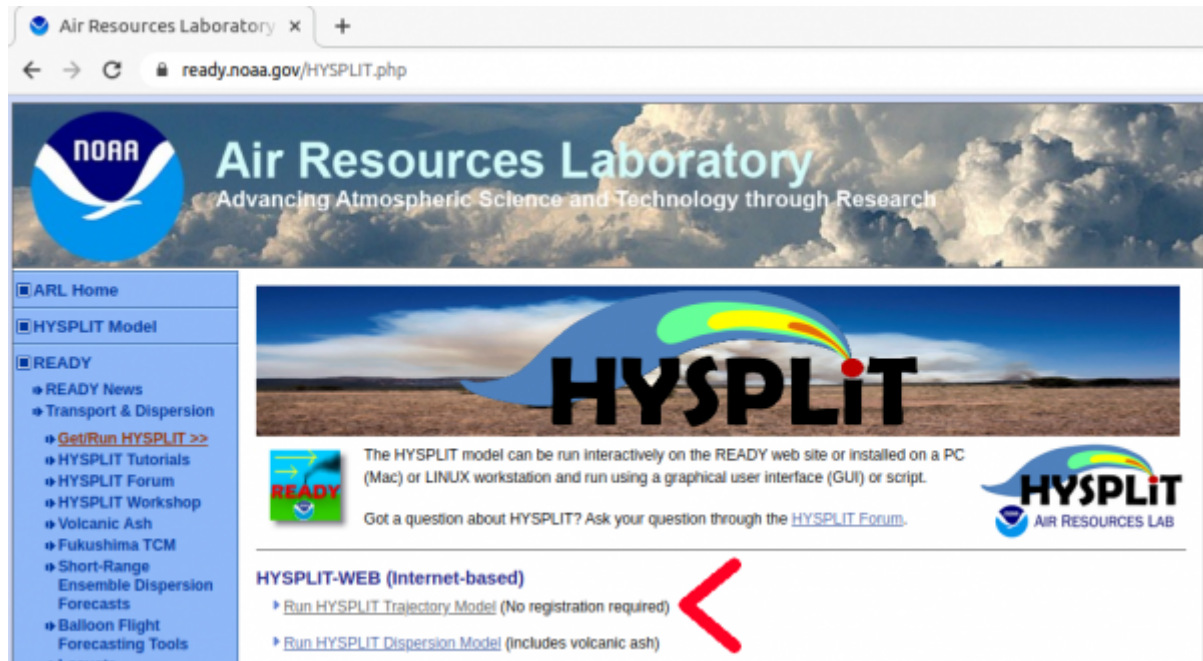 Air Resources Laboratory
ready.noaa.gov/HYSPLIT.php
NOAA
Air Resources Laboratory
Advancing Atmospheric Science and Technology through Research
ARL Home
HYSPLIT Model
READY
READY News
Transport & Dispersion
Get/Run HYSPLIT >>
HYSPLIT Tutorials
HYSPLIT Forum
HYSPLIT Workshop
Volcanic Ash
Fukushima TCM
Short-Range
Ensemble Dispersion
Forecasts
Balloon Flight
Forecasting Tools
HYSPLiT
READY
The HYSPLIT model can be run interactively on the READY web site or installed on a PC
(Mac) or LINUX workstation and run using a graphical user interface (GUI) or script.
Got a question about HYSPLIT? Ask your question through the HYSPLIT Forum.
HYSPLiT
AIR RESOURCES LAB
HYSPLIT-WEB (Internet-based)
Run HYSPLIT Trajectory Model (No registration required)
Run HYSPLIT Dispersion Model (includes volcanic ash)